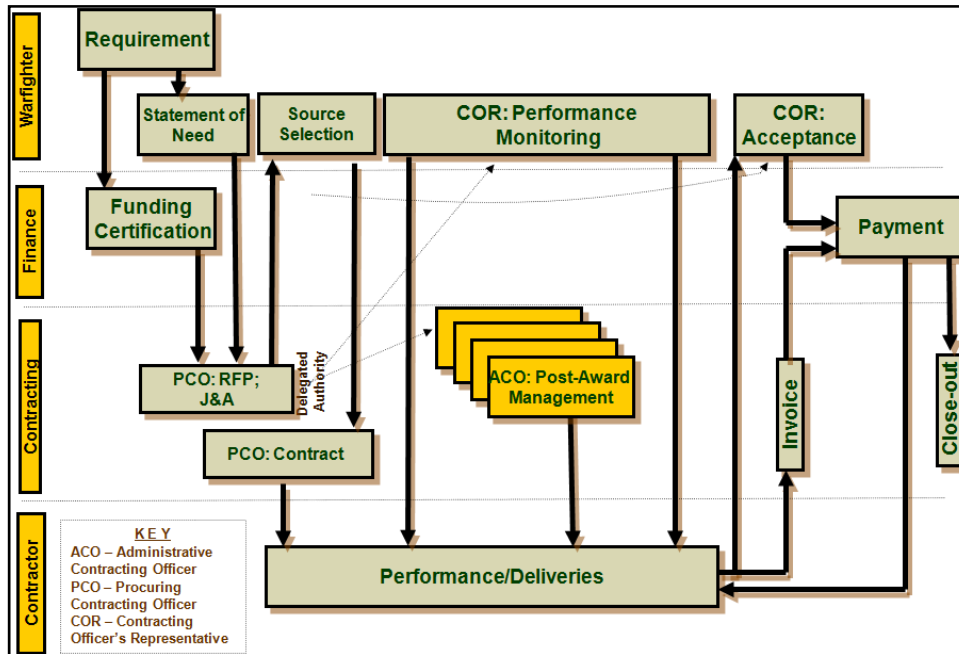 Warfighter
Requirement
Statement of
Need
Source
Selection
COR: Performance
Monitoring
COR:
Acceptance
Finance
Funding
Certification
Payment
Contracting
PCO: RFP;
J&A
Delegated
Authority
ACO: Post-Award
Management
Invoice
Close-out
PCO: Contract
Contractor
K E Y
ACO – Administrative
Contracting Officer
PCO – Procuring
Contracting Officer
COR – Contracting
Officer's Representative
Performance/Deliveries